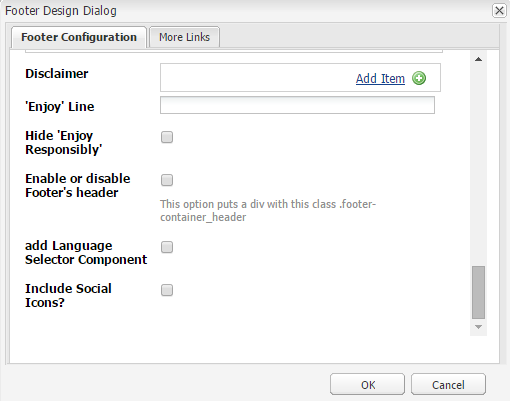 Footer Design Dialog
Footer Configuration
More Links
Disclaimer
Add Item
'Enjoy' Line
Hide 'Enjoy
Responsibly'
Enable or disable
Footer's header
This option puts a div with this class .footer-
container_header
add Language
Selector Component
Include Social
Icons?
OK
Cancel